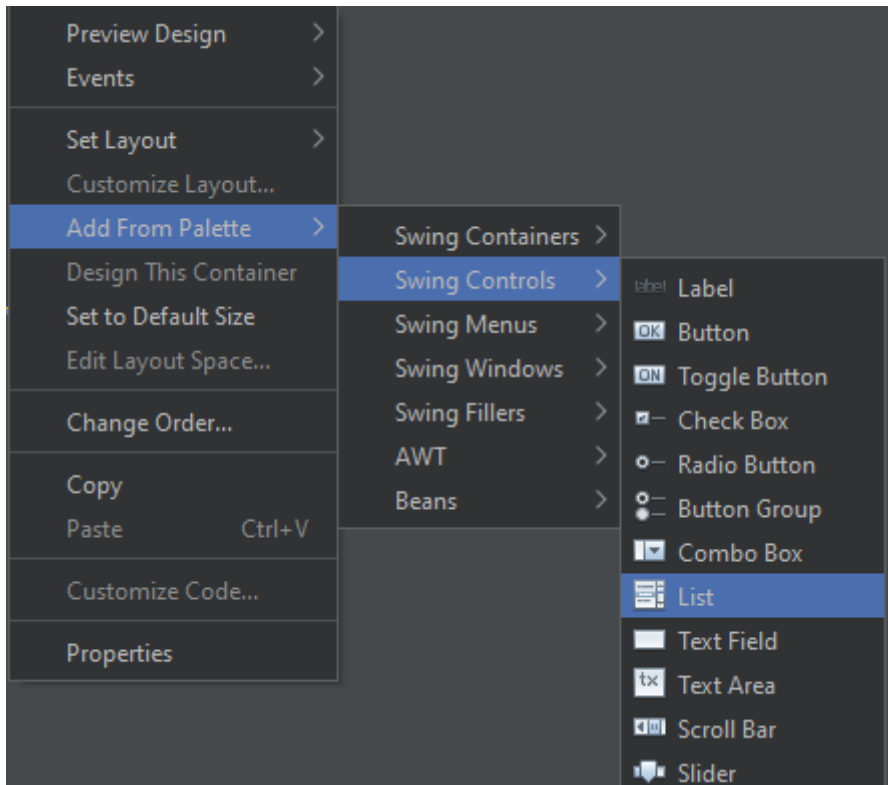 Preview Design
Events
Set Layout
Customize Layout...
Add From Palette
Design This Container
Set to Default Size
Edit Layout Space...
Change Order...
Copy
Paste Ctrl+V
Customize Code...
Properties
Swing Containers
Swing Controls
Swing Menus
Swing Windows
Swing Fillers
AWT
Beans
label Label
OK Button
ON Toggle Button
Check Box
Radio Button
Button Group
Combo Box
List
Text Field
tx Text Area
Scroll Bar
Slider